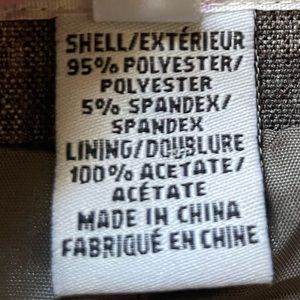 SHELL/EXTÉRIEUR
95% POLYESTER/
POLYESTER
5% SPANDEX/
SPANDEX
LINING/DOUBLURE
100% ACETATE/
ACÉTATE
MADE IN CHINA
FABRIQUÉ EN CHINE